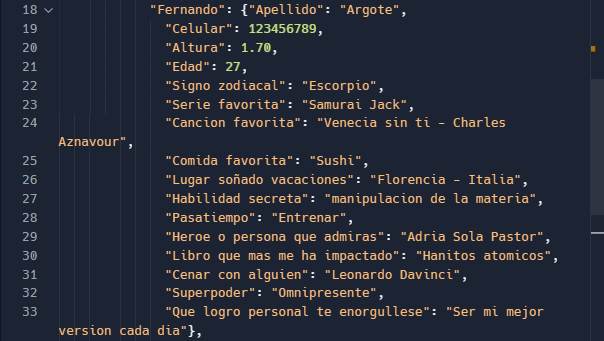 18 "Fernando": {"Apellido": "Argote",
19 "Celular": 123456789,
20 "Altura": 1.70,
21 "Edad": 27,
22 "Signo zodiacal": "Escorpio",
23 "Serie favorita": "Samurai Jack",
24 "Cancion favorita": "Venecia sin ti - Charles
Aznavour",
25 "Comida favorita": "Sushi",
26 "Lugar soñado vacaciones": "Florencia - Italia",
27 "Habilidad secreta": "manipulacion de la materia",
28 "Pasatiempo": "Entrenar",
29 "Heroe o persona que admiras": "Adria Sola Pastor",
30 "Libro que mas me ha impactado": "Hanitos atomicos",
31 "Cenar con alguien": "Leonardo Davinci",
32 "Superpoder": "Omnipresente",
33 "Que logro personal te enorgullese": "Ser mi mejor
version cada dia"},